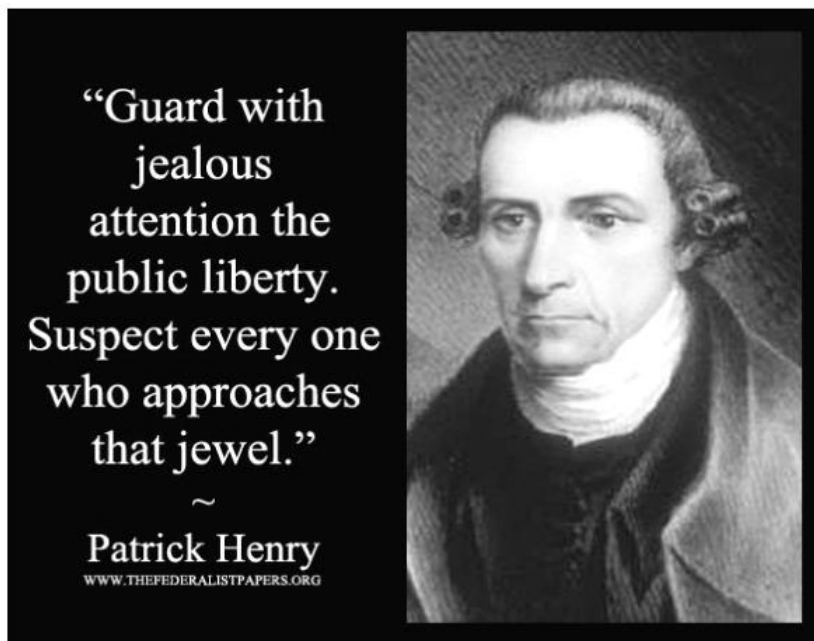 “Guard with
jealous
attention the
public liberty.
Suspect every one
who approaches
that jewel.”
~
Patrick Henry
WWW.THEFEDERALISTPAPERS.ORG